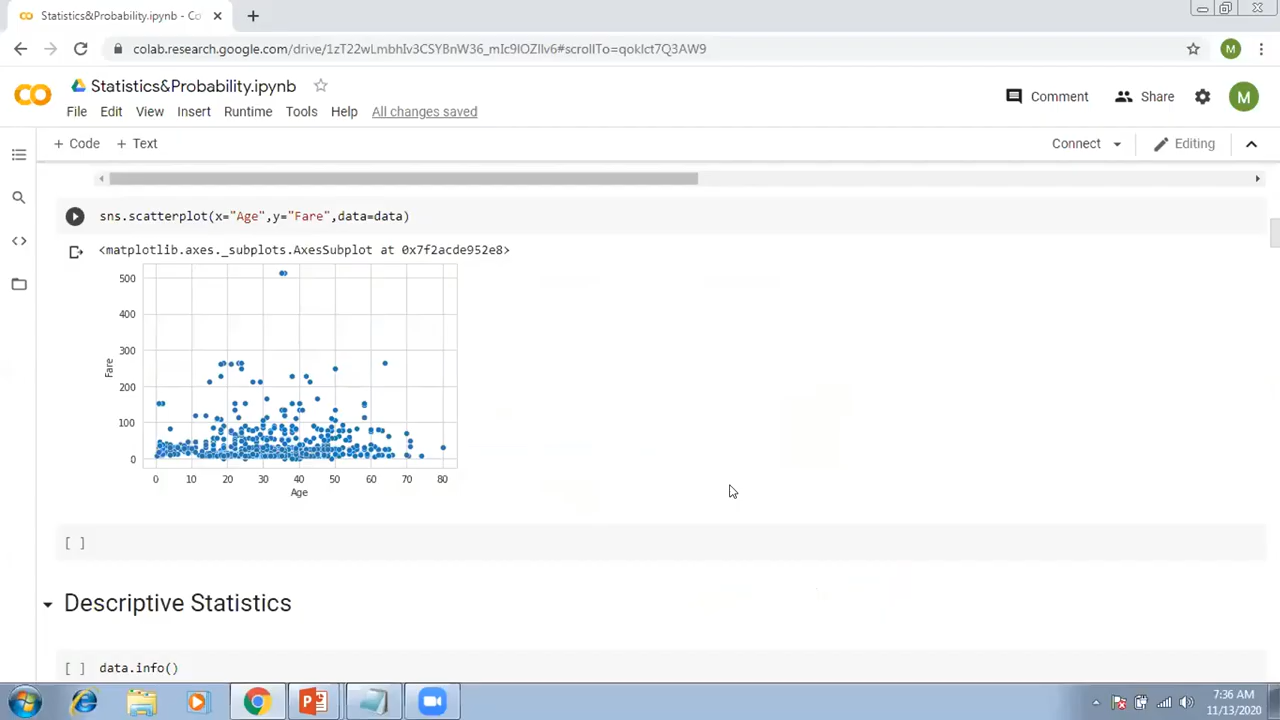 Statistics&Probability.ipynb - Co
colab.research.google.com/drive/1zT22wLmbhIv3CSYBnW36_mIc9IOZIlv6#scrollTo=qokIct7Q3AW9
M
CO
Statistics&Probability.ipynb
Comment
Share
M
File
Edit
View
Insert
Runtime
Tools
Help
All changes saved
+ Code
+ Text
Connect
Editing
sns.scatterplot(x="Age",y="Fare",data=data)
<matplotlib.axes._subplots.AxesSubplot at 0x7f2acde952e8>
500
400
300
200
100
0
Fare
0 10 20 30 40 50 60 70 80
Age
[ ]
Descriptive Statistics
[ ] data.info()
7:36 AM
11/13/2020